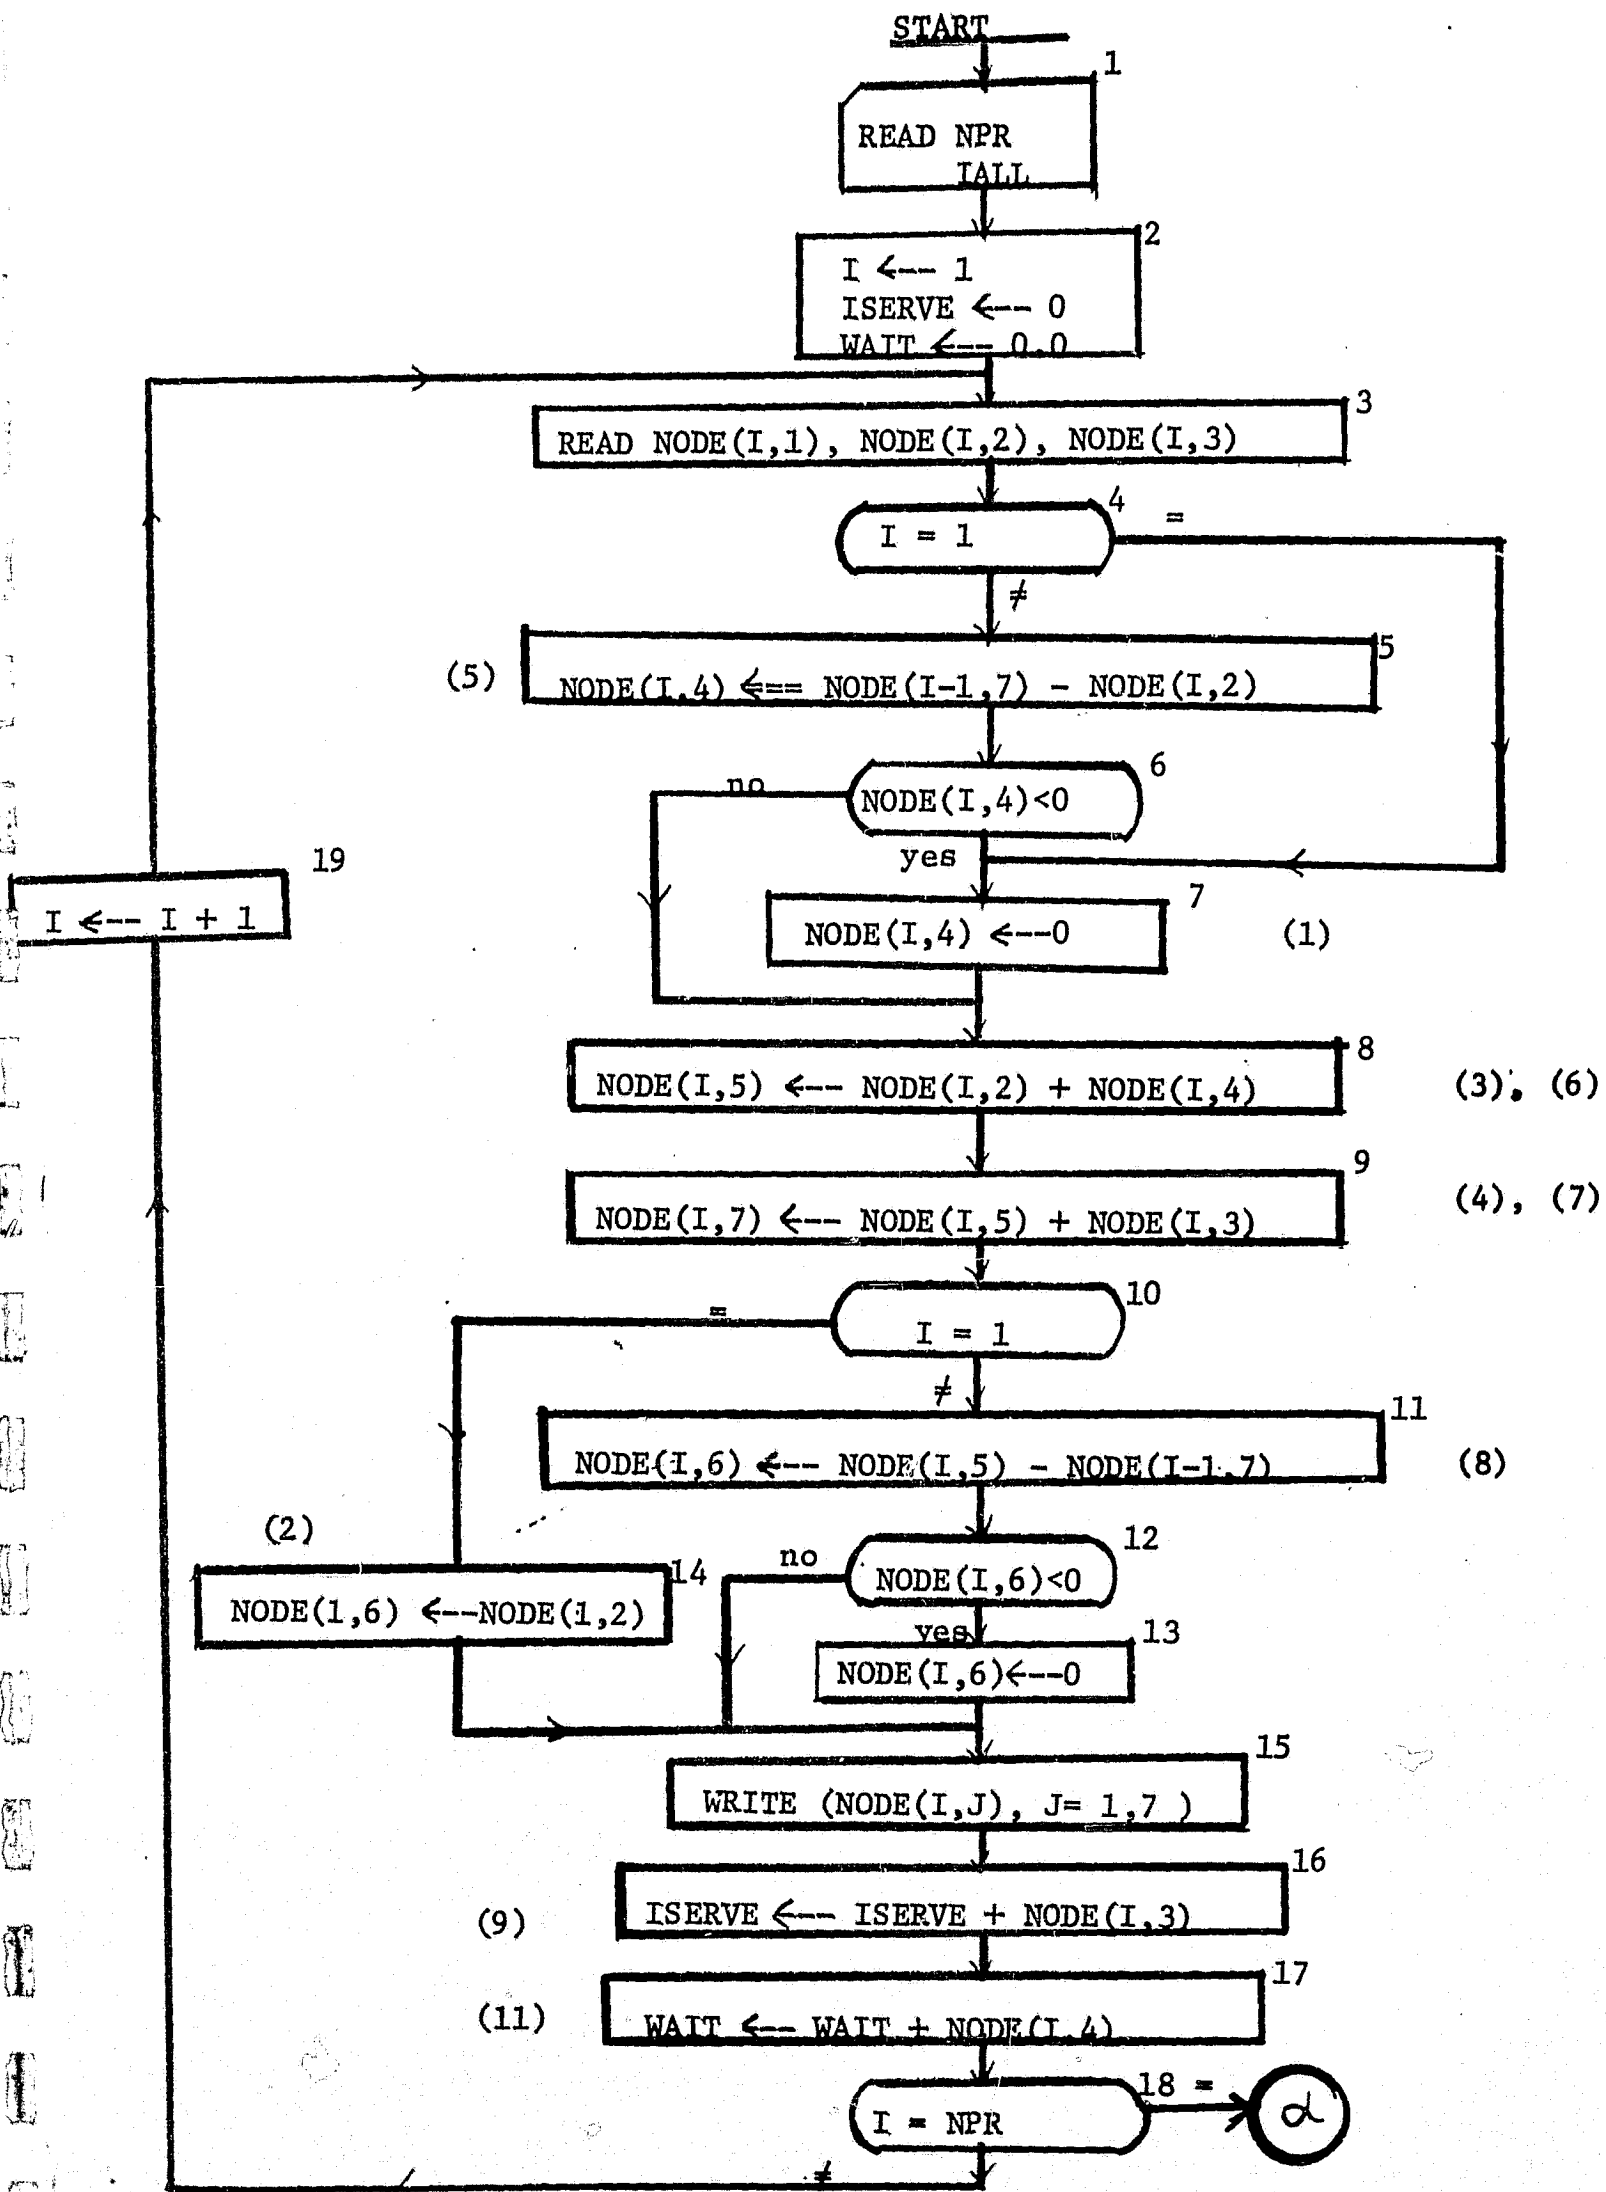 START
1
READ NPR
IALL
2
I <-- 1
ISERVE <-- 0
WAIT <-- 0.0
3
READ NODE(I,1), NODE(I,2), NODE(I,3)
4
I = 1
=
≠
5
(5)
NODE(I,4) <== NODE(I-1,7) - NODE(I,2)
6
no
NODE(I,4)<0
yes
19
I <-- I + 1
7
NODE(I,4) <--0
(1)
8
NODE(I,5) <-- NODE(I,2) + NODE(I,4)
(3), (6)
9
NODE(I,7) <-- NODE(I,5) + NODE(I,3)
(4), (7)
10
=
I = 1
≠
11
NODE(I,6) <-- NODE(I,5) - NODE(I-1,7)
(8)
(2)
12
no
NODE(I,6)<0
14
NODE(1,6) <--NODE(1,2)
yes
13
NODE(I,6)<--0
15
WRITE (NODE(I,J), J= 1,7 )
16
(9)
ISERVE <-- ISERVE + NODE(I,3)
17
(11)
WAIT <-- WAIT + NODE(I,4)
18 =
I = NPR
α
≠